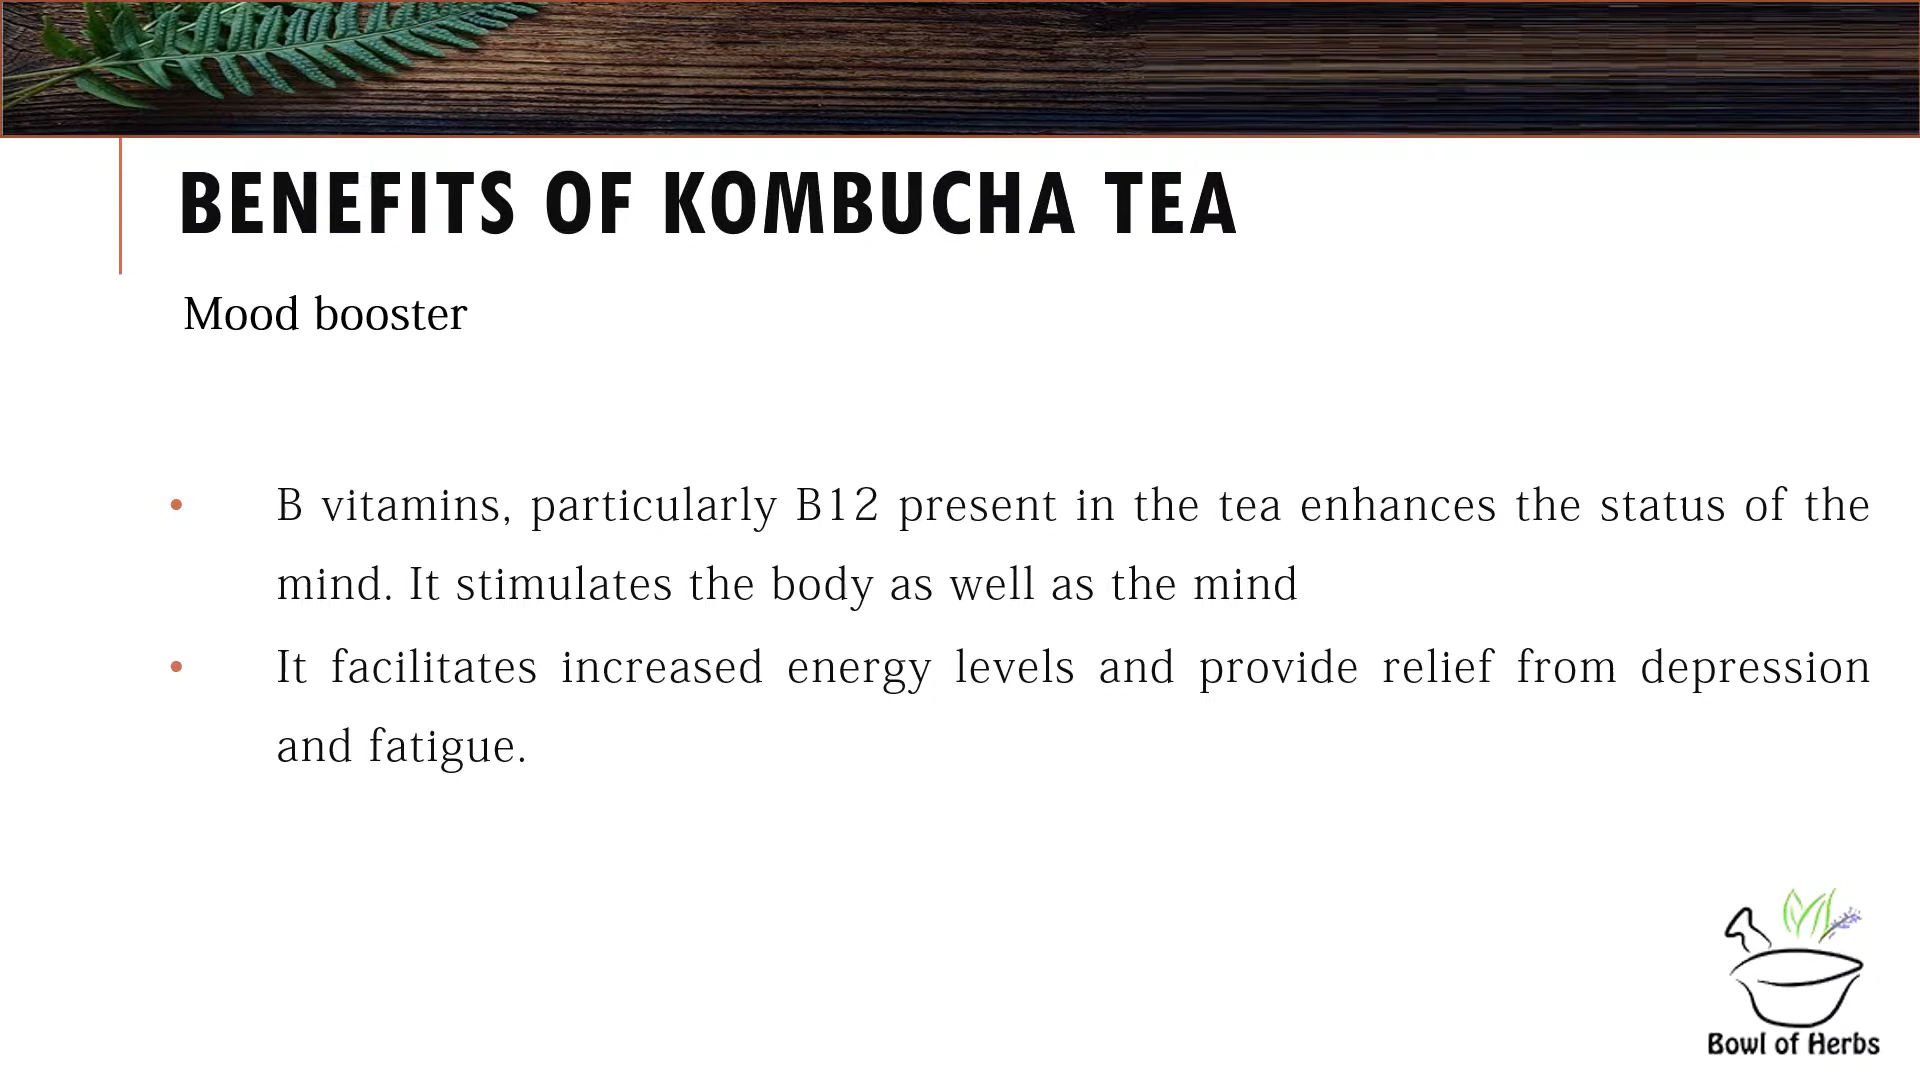 BENEFITS OF KOMBUCHA TEA
Mood booster
• B vitamins, particularly B12 present in the tea enhances the status of the
mind. It stimulates the body as well as the mind
• It facilitates increased energy levels and provide relief from depression
and fatigue.
Bowl of Herbs